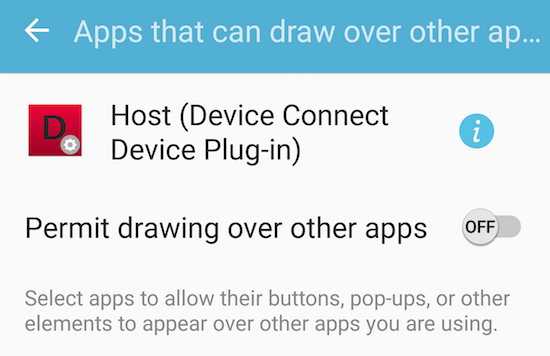 Apps that can draw over other ap...
D
Host (Device Connect
Device Plug-in)
i
Permit drawing over other apps
OFF
Select apps to allow their buttons, pop-ups, or other
elements to appear over other apps you are using.